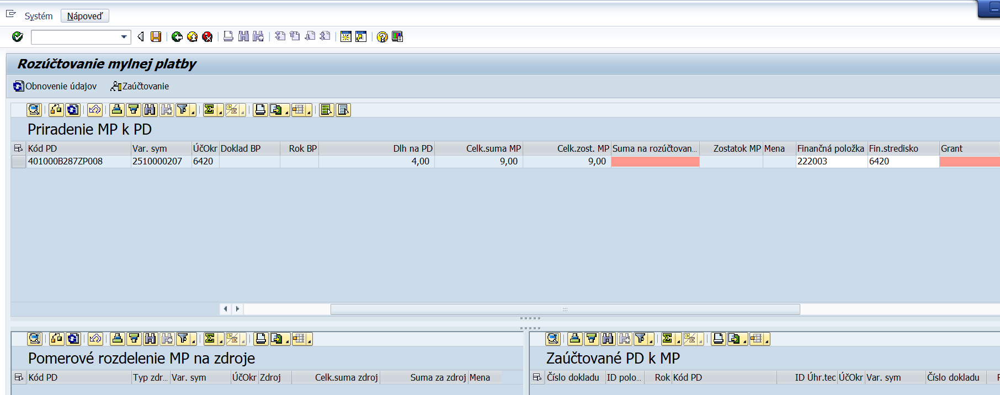 Systém Nápoveď
Rozúčtovanie mylnej platby
Obnovenie údajov Zaúčtovanie
Priradenie MP k PD
Kód PD Var. sym ÚčOkr Doklad BP Rok BP Dlh na PD Celk.suma MP Celk.zost. MP Suma na rozúčtovan... Zostatok MP Mena Finančná položka Fin.stredisko Grant
401000B287ZP008 2510000207 6420 4,00 9,00 9,00 222003 6420
Pomerové rozdelenie MP na zdroje
Kód PD Typ zdr... Var. sym ÚčOkr Zdroj Celk.suma zdroj Suma za zdroj Mena
Zaúčtované PD k MP
Číslo dokladu ID polo... Rok Kód PD ID Úhr.tec ÚčOkr Var. sym Číslo dokladu